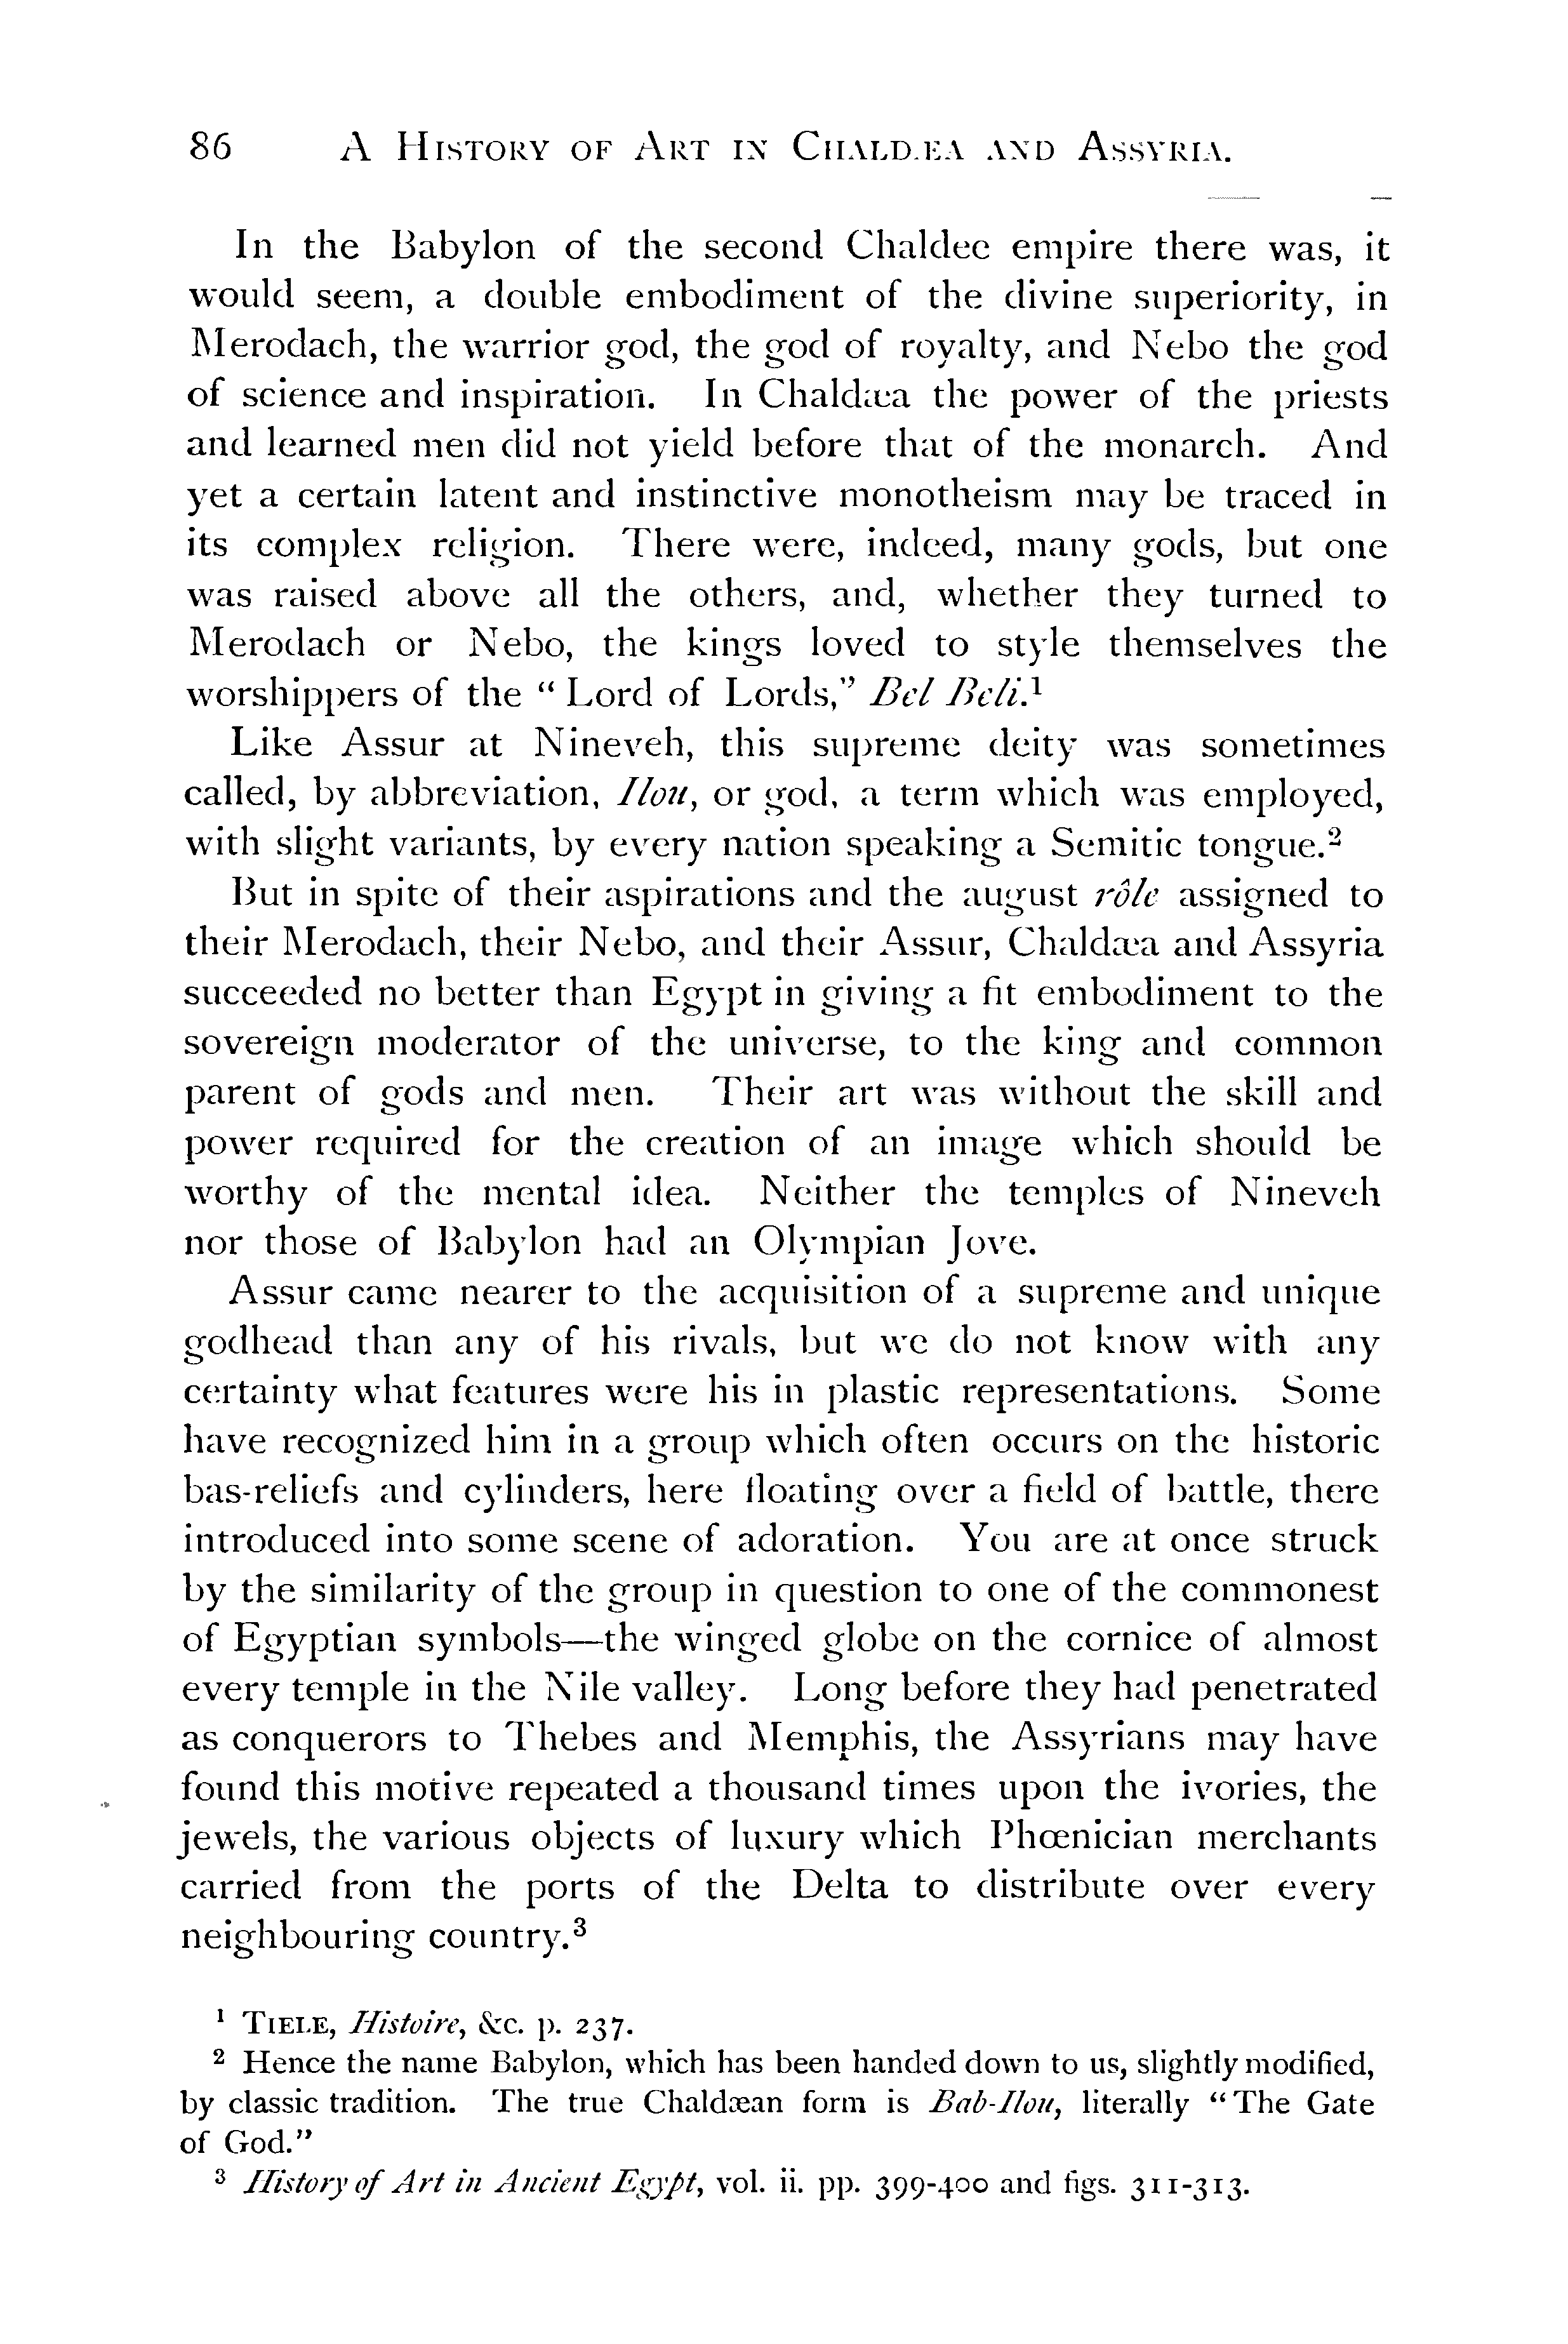 86 A History of Art in Chaldæa and Assyria.
In the Babylon of the second Chaldee empire there was, it
would seem, a double embodiment of the divine superiority, in
Merodach, the warrior god, the god of royalty, and Nebo the god
of science and inspiration. In Chaldæa the power of the priests
and learned men did not yield before that of the monarch. And
yet a certain latent and instinctive monotheism may be traced in
its complex religion. There were, indeed, many gods, but one
was raised above all the others, and, whether they turned to
Merodach or Nebo, the kings loved to style themselves the
worshippers of the “Lord of Lords,” Bel Beli.¹
Like Assur at Nineveh, this supreme deity was sometimes
called, by abbreviation, Ilou, or god, a term which was employed,
with slight variants, by every nation speaking a Semitic tongue.²
But in spite of their aspirations and the august rôle assigned to
their Merodach, their Nebo, and their Assur, Chaldæa and Assyria
succeeded no better than Egypt in giving a fit embodiment to the
sovereign moderator of the universe, to the king and common
parent of gods and men. Their art was without the skill and
power required for the creation of an image which should be
worthy of the mental idea. Neither the temples of Nineveh
nor those of Babylon had an Olympian Jove.
Assur came nearer to the acquisition of a supreme and unique
godhead than any of his rivals, but we do not know with any
certainty what features were his in plastic representations. Some
have recognized him in a group which often occurs on the historic
bas-reliefs and cylinders, here floating over a field of battle, there
introduced into some scene of adoration. You are at once struck
by the similarity of the group in question to one of the commonest
of Egyptian symbols—the winged globe on the cornice of almost
every temple in the Nile valley. Long before they had penetrated
as conquerors to Thebes and Memphis, the Assyrians may have
found this motive repeated a thousand times upon the ivories, the
jewels, the various objects of luxury which Phœnician merchants
carried from the ports of the Delta to distribute over every
neighbouring country.³
¹ Tiele, Histoire, &c. p. 237.
² Hence the name Babylon, which has been handed down to us, slightly modified,
by classic tradition. The true Chaldæan form is Bab-Ilou, literally “The Gate
of God.”
³ History of Art in Ancient Egypt, vol. ii. pp. 399-400 and figs. 311-313.